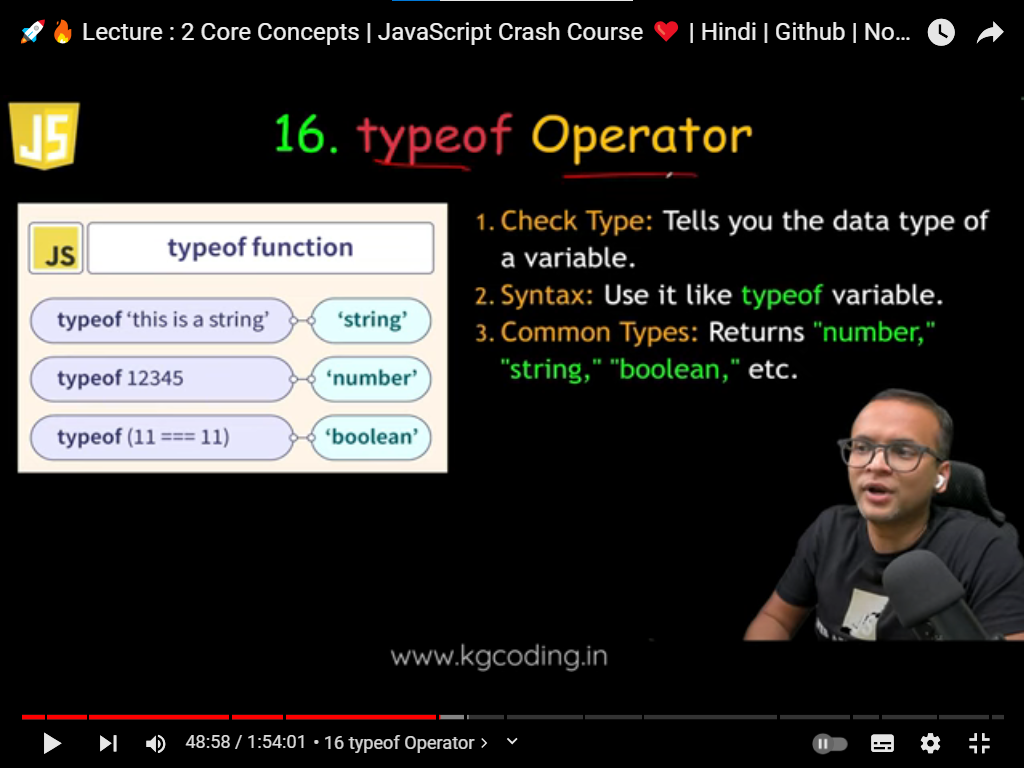 🚀🔥 Lecture : 2 Core Concepts | JavaScript Crash Course ❤️ | Hindi | Github | No...
JS
16. typeof Operator
JS
typeof function
typeof ‘this is a string’
‘string’
typeof 12345
‘number’
typeof (11 === 11)
‘boolean’
1. Check Type: Tells you the data type of
a variable.
2. Syntax: Use it like typeof variable.
3. Common Types: Returns "number,"
"string," "boolean," etc.
www.kgcoding.in
48:58 / 1:54:01 • 16 typeof Operator